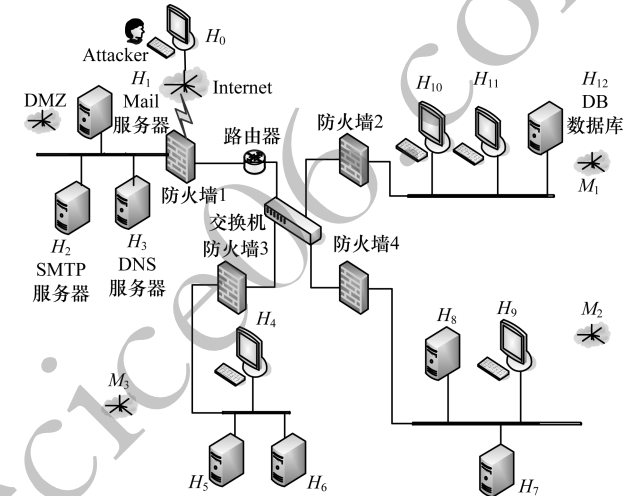 H0
Attacker
H1
Internet
Mail
服务器
DMZ
防火墙1
路由器
防火墙2
H10
H11
H12
DB
数据库
M1
H2
SMTP
服务器
H3
DNS
服务器
交换机
防火墙3
防火墙4
H4
H8
H9
M2
M3
H5
H6
H7
cice06.co